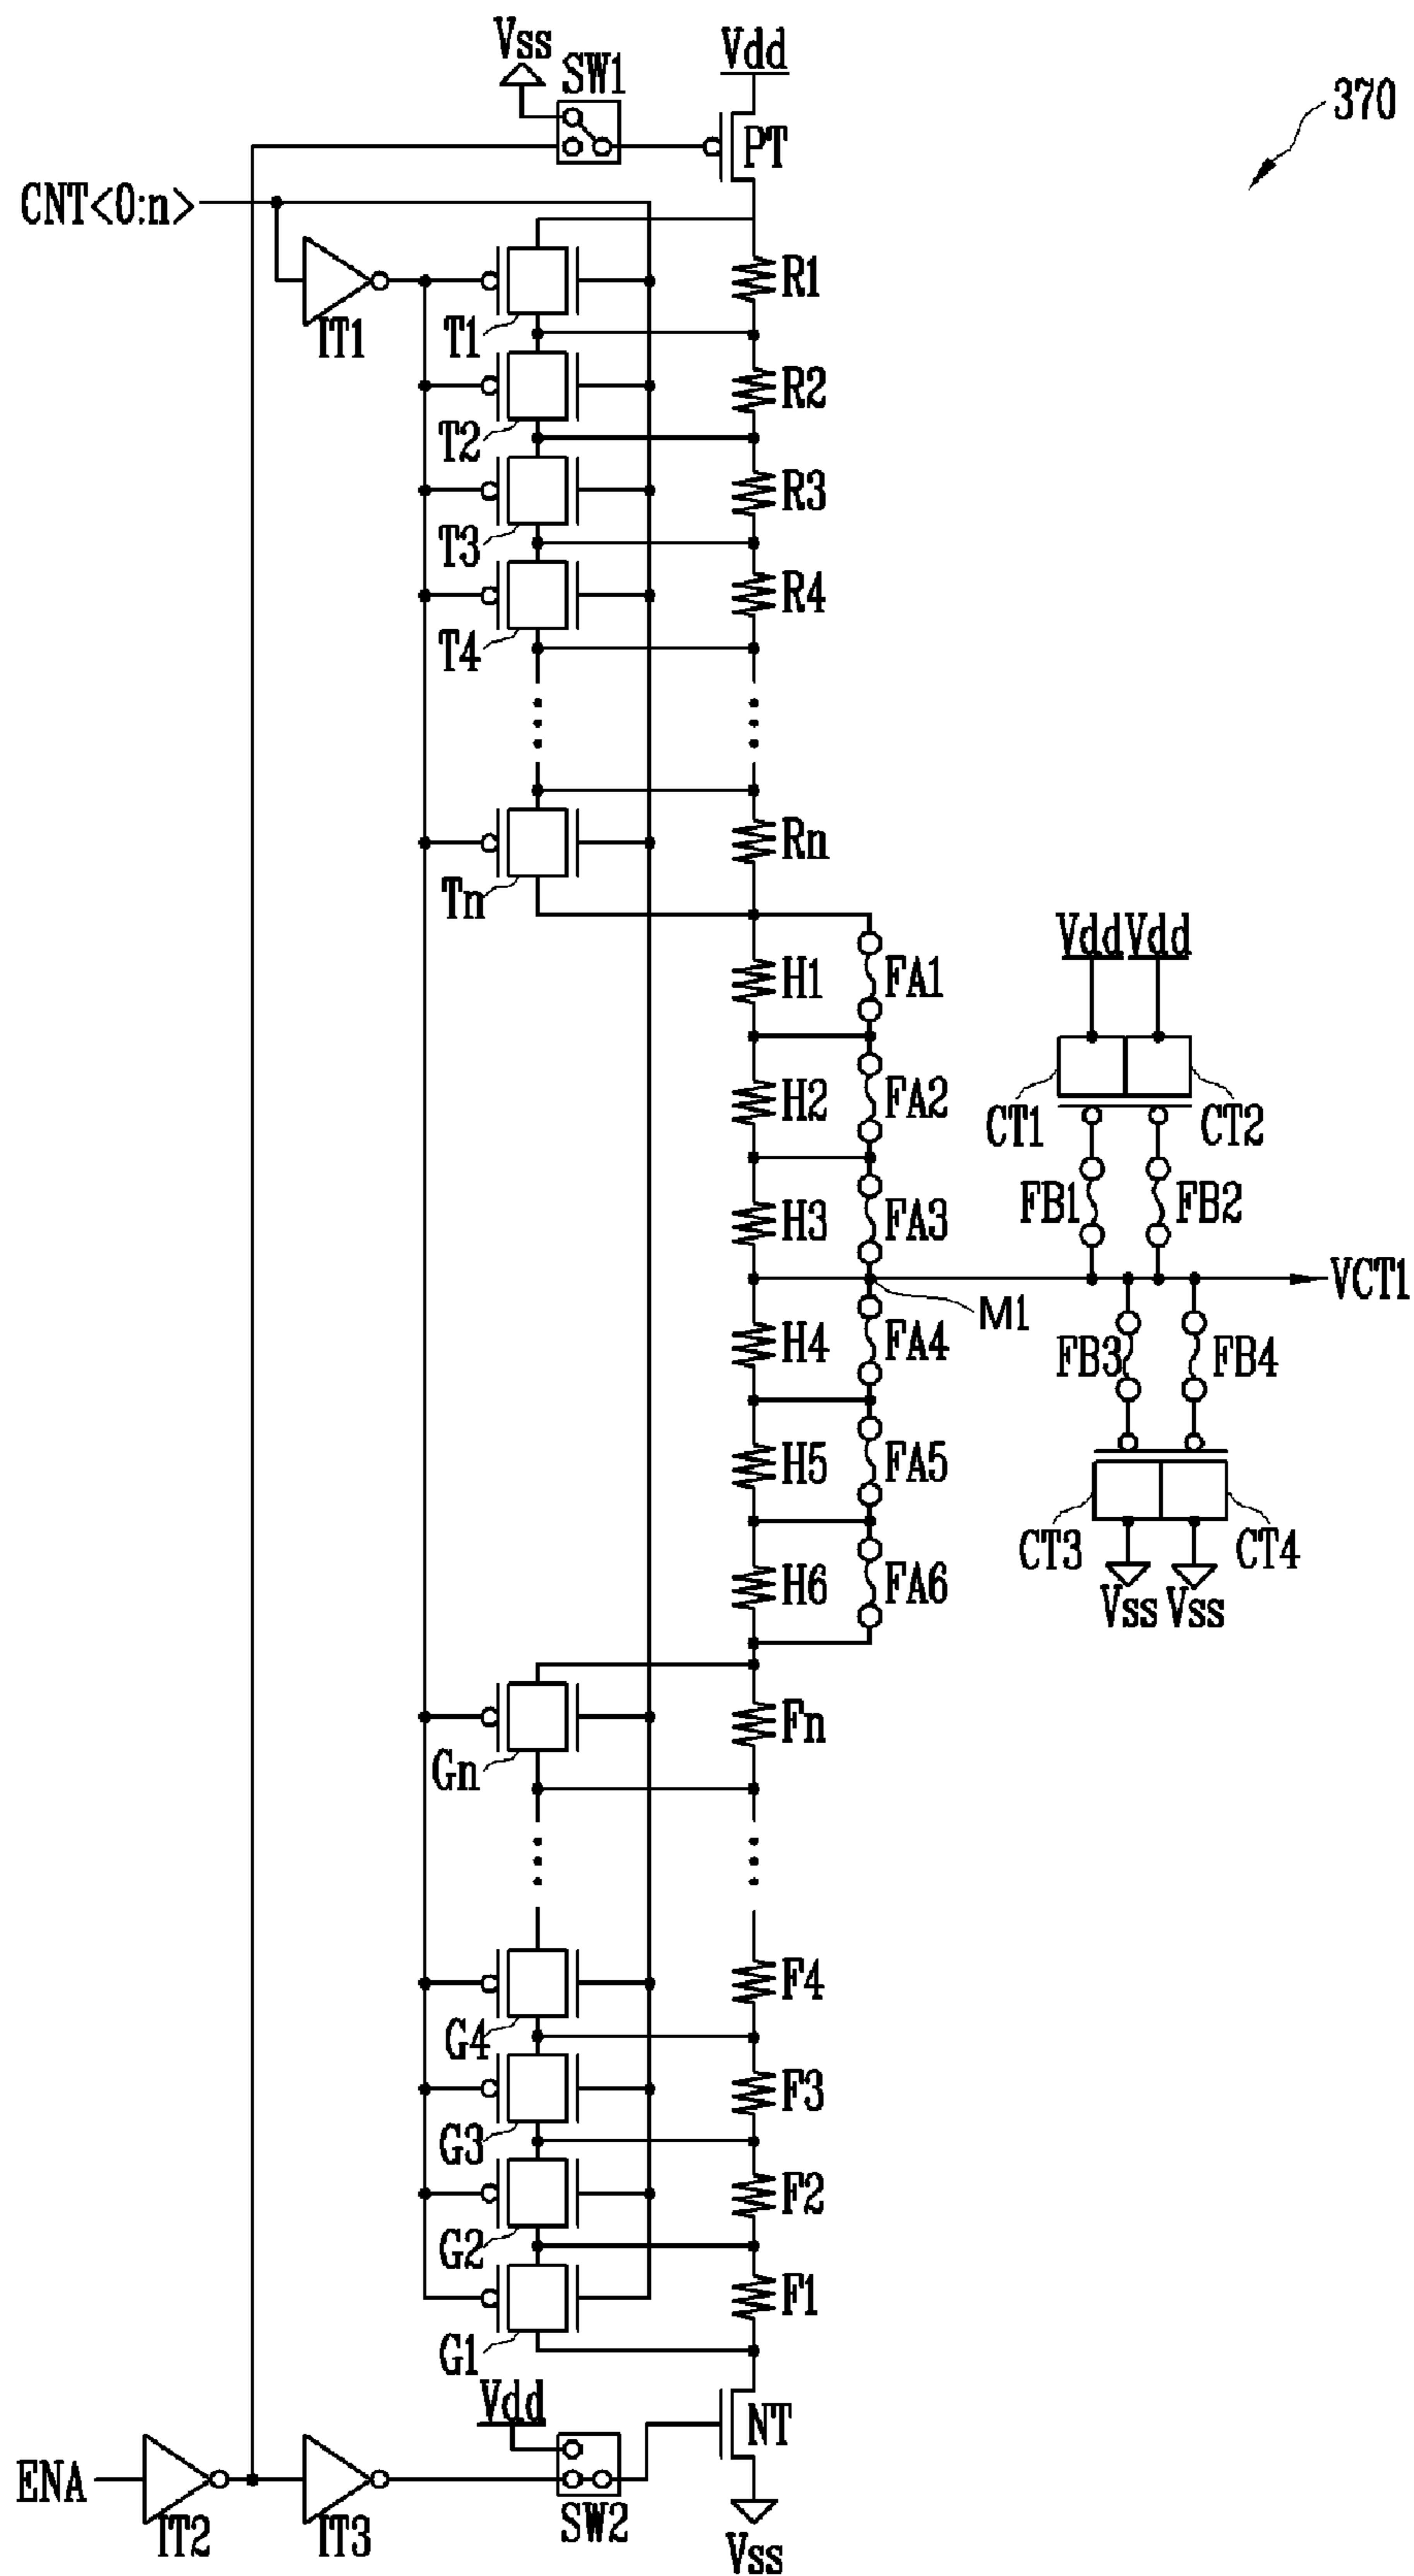 Vss
SW1
Vdd
370
PT
CNT<0:n>
IT1
T1
R1
T2
R2
T3
R3
T4
R4
Tn
Rn
H1
FA1
Vdd
Vdd
H2
FA2
CT1
CT2
H3
FA3
FB1
FB2
VCT1
M1
H4
FA4
FB3
FB4
H5
FA5
CT3
CT4
H6
FA6
Vss
Vss
Gn
Fn
G4
F4
G3
F3
G2
F2
G1
F1
Vdd
NT
ENA
IT2
IT3
SW2
Vss